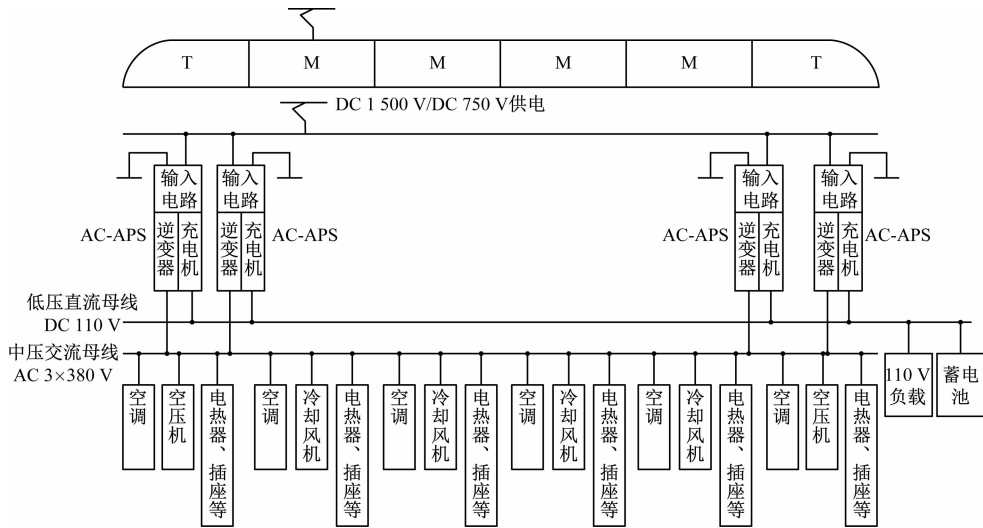 T M M M M T
DC 1 500 V/DC 750 V供电
输入
电路
输入
电路
输入
电路
输入
电路
AC-APS
逆变器
充电机
逆变器
充电机
AC-APS
AC-APS
逆变器
充电机
逆变器
充电机
AC-APS
低压直流母线
DC 110 V
中压交流母线
AC 3×380 V
空调
空压机
电热器、插座等
空调
冷却风机
电热器、插座等
空调
冷却风机
电热器、插座等
空调
冷却风机
电热器、插座等
空调
冷却风机
电热器、插座等
空调
空压机
电热器、插座等
110 V
负载
蓄电
池